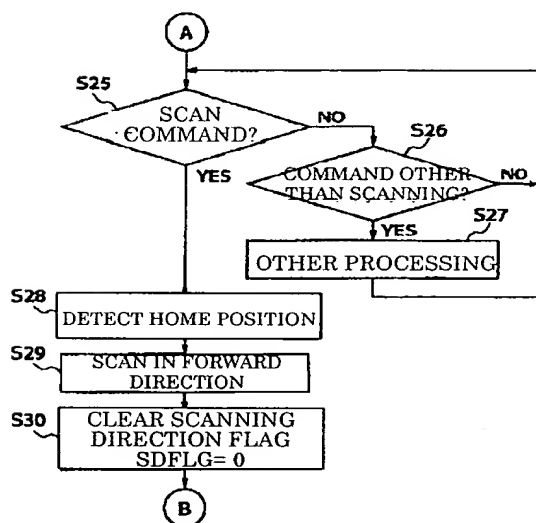 A
S25
SCAN
COMMAND?
NO
S26
YES
COMMAND OTHER
THAN SCANNING?
NO
YES
S27
OTHER PROCESSING
S28
DETECT HOME POSITION
S29
SCAN IN FORWARD
DIRECTION
S30
CLEAR SCANNING
DIRECTION FLAG
SDFLG= 0
B